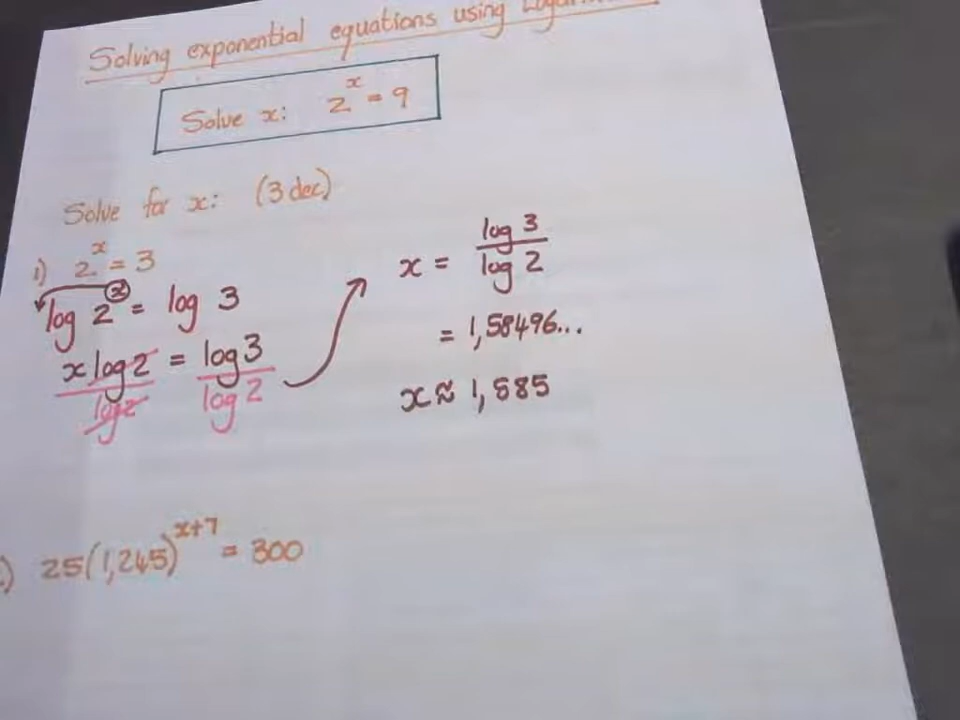 Solving exponential equations using
Solve x: 2^x = 9
Solve for x: (3 dec)
1) 2^x = 3
log 2^x = log 3
x log 2 / log 2 = log 3 / log 2
x = log 3 / log 2
= 1,58496...
x ≈ 1,585
25(1,245)^(x+7) = 300